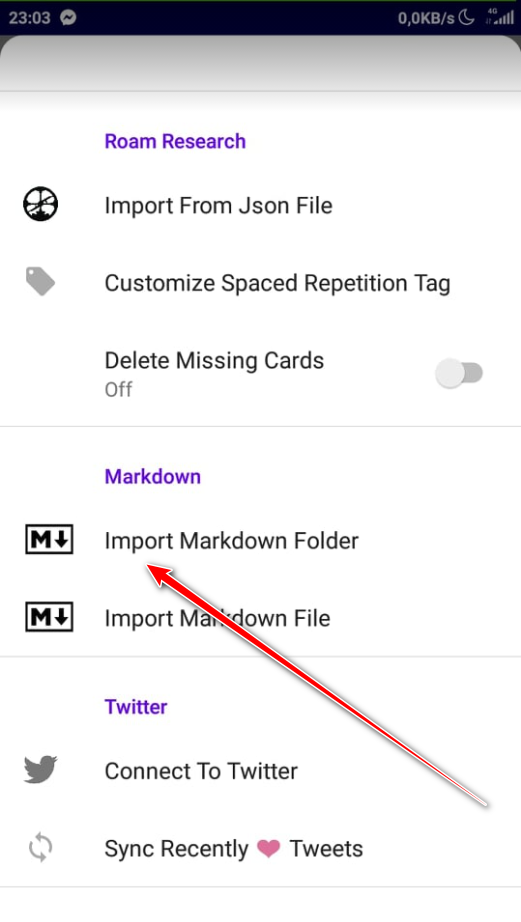 23:03 0,0KB/s 4G
Roam Research
Import From Json File
Customize Spaced Repetition Tag
Delete Missing Cards
Off
Markdown
M Import Markdown Folder
M Import Markdown File
Twitter
Connect To Twitter
Sync Recently ❤ Tweets